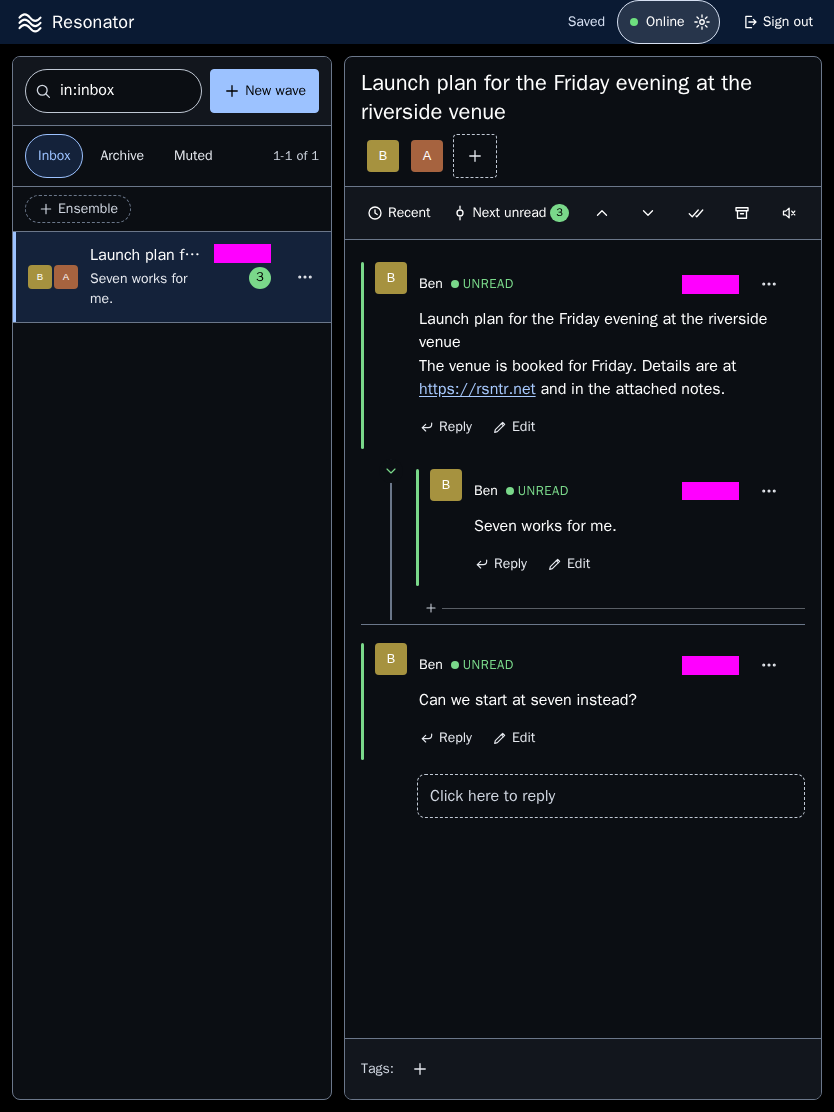 Resonator
Saved
Online
Sign out
in:inbox
New wave
Inbox
Archive
Muted
1-1 of 1
Ensemble
B
A
Launch plan f···
Seven works for
me.
3
Launch plan for the Friday evening at the
riverside venue
B
A
Recent
Next unread 3
B
Ben
UNREAD
Launch plan for the Friday evening at the riverside
venue
The venue is booked for Friday. Details are at
https://rsntr.net and in the attached notes.
Reply
Edit
B
Ben
UNREAD
Seven works for me.
Reply
Edit
B
Ben
UNREAD
Can we start at seven instead?
Reply
Edit
Click here to reply
Tags: